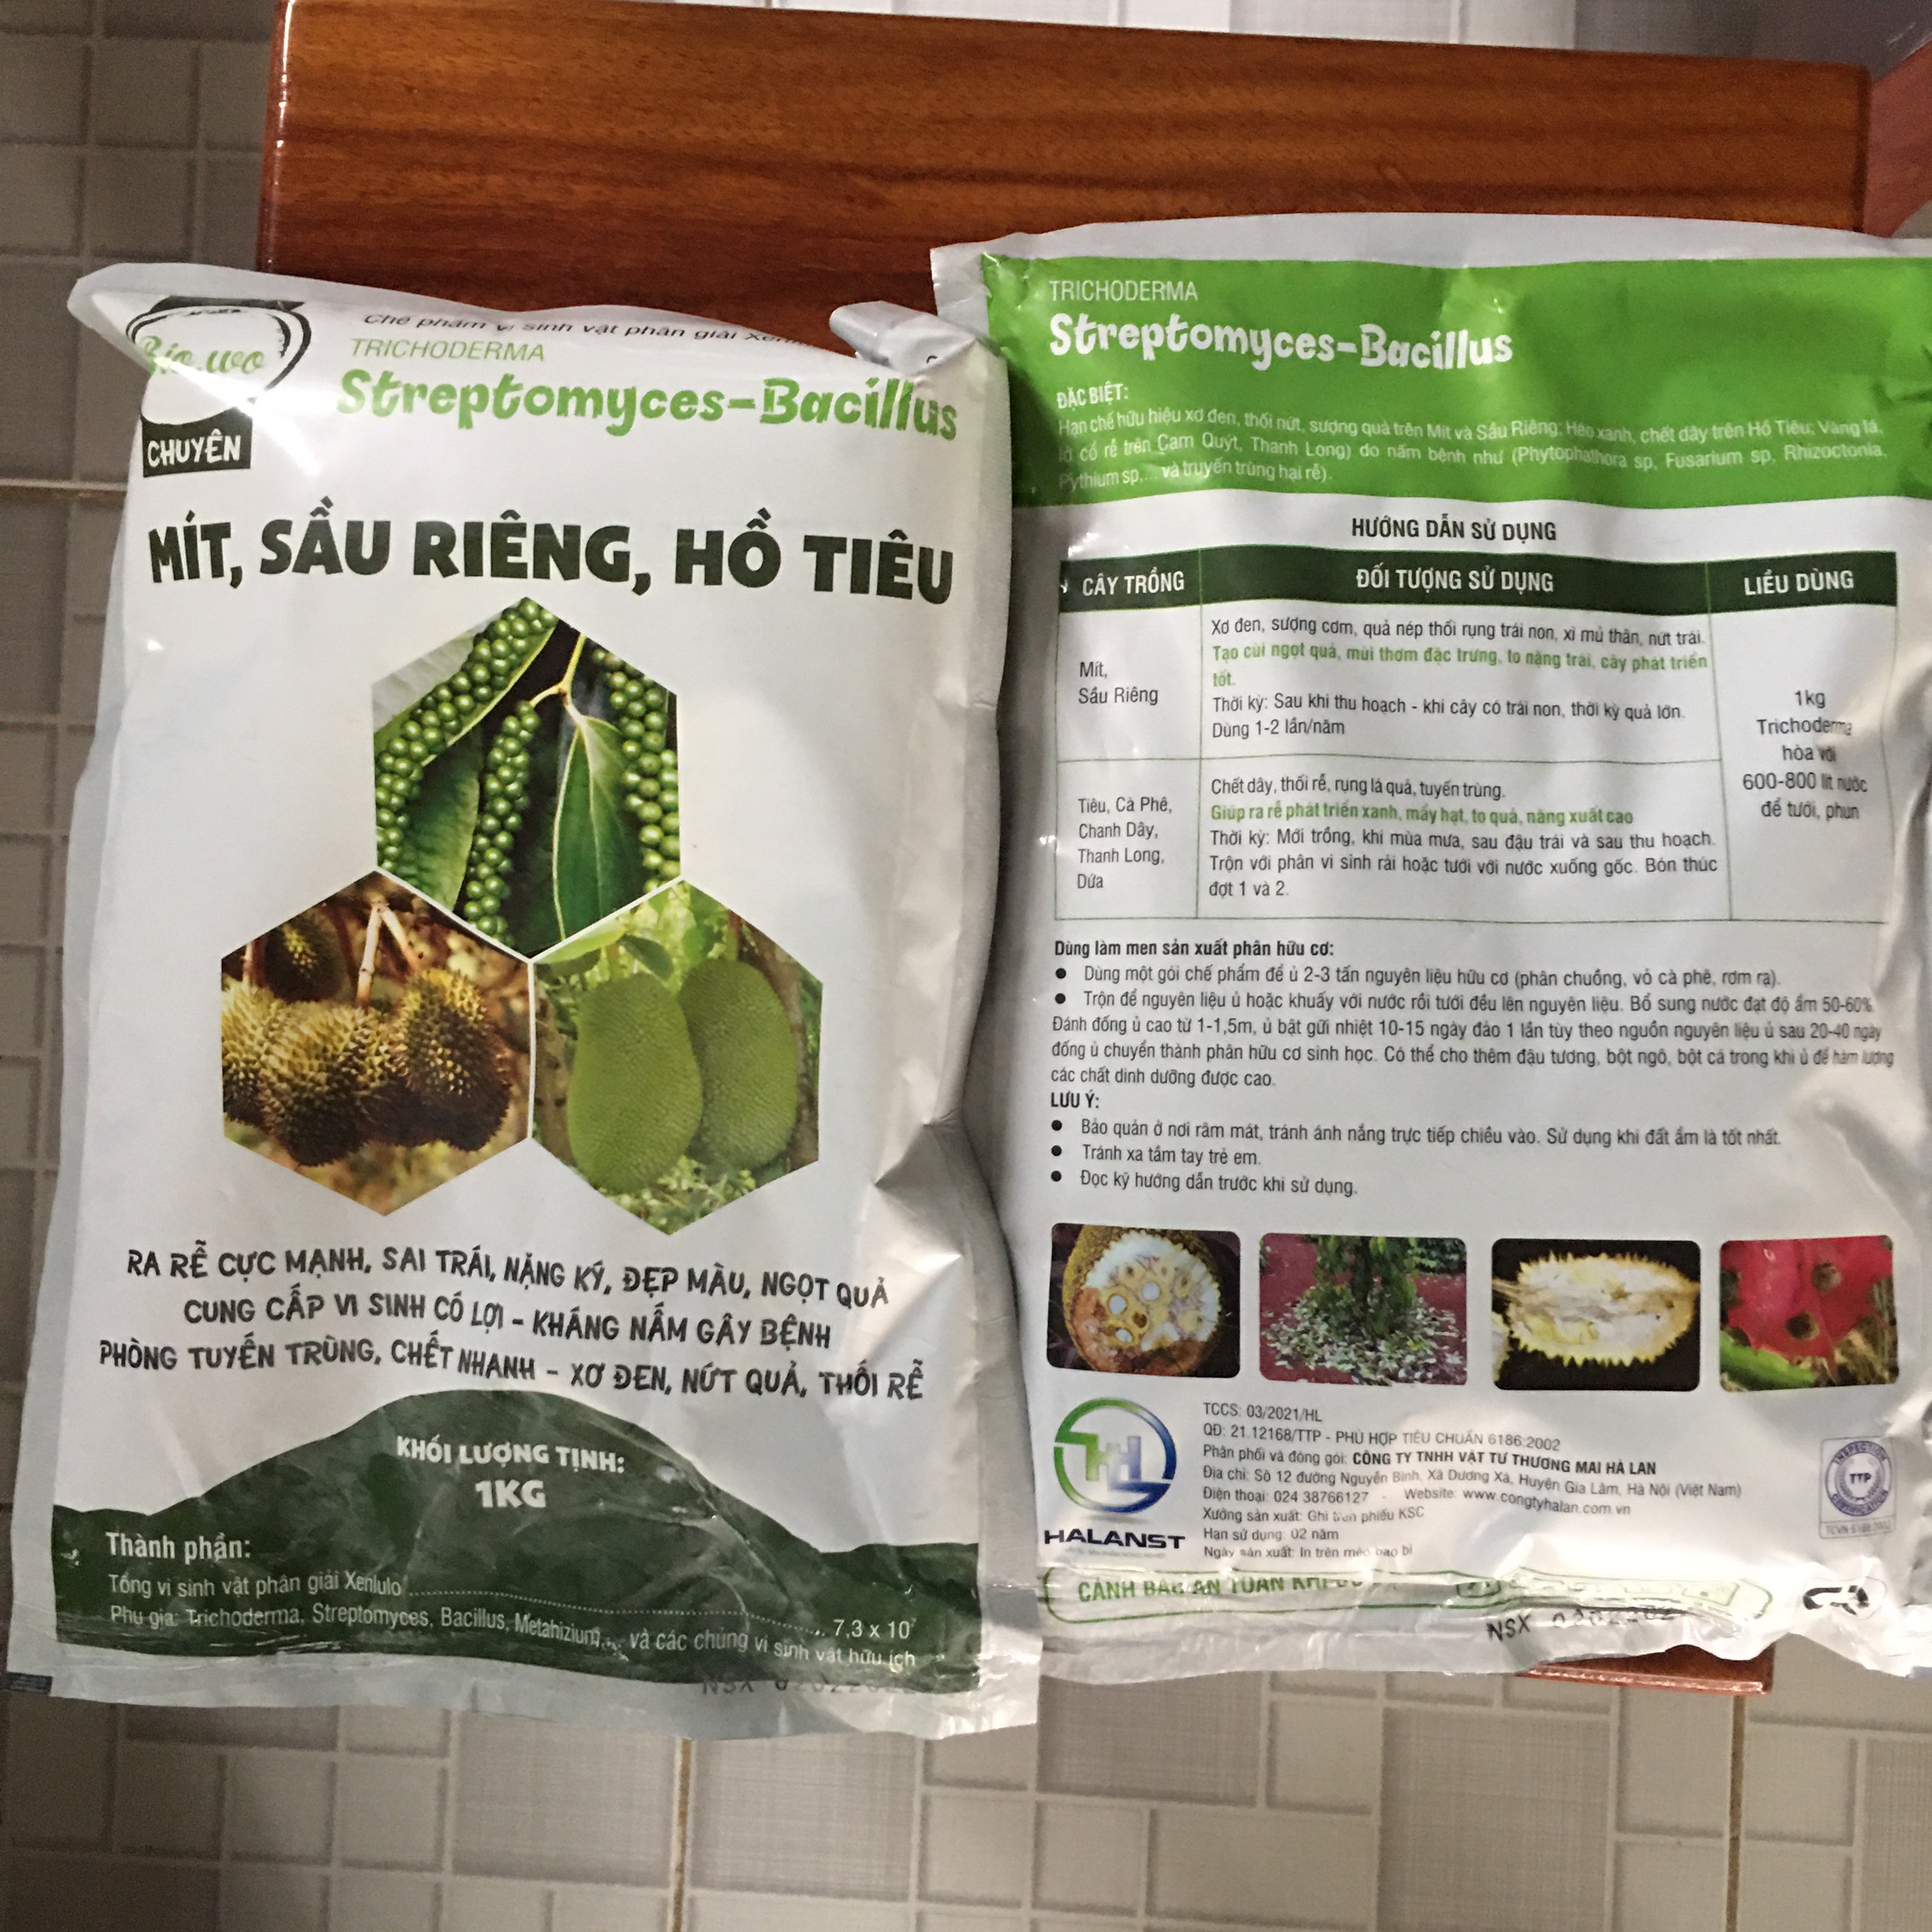 Chế phẩm vi sinh vật phân giải
Bio
TRICHODERMA
Streptomyces-Bacillus
CHUYÊN
MÍT, SẦU RIÊNG, HỒ TIÊU
RA RỄ CỰC MẠNH, SAI TRÁI, NẶNG KÝ, ĐẸP MÀU, NGỌT QUẢ
CUNG CẤP VI SINH CÓ LỢI - KHÁNG NẤM GÂY BỆNH
PHÒNG TUYẾN TRÙNG, CHẾT NHANH - XƠ ĐEN, NỨT QUẢ, THỐI RỄ
KHỐI LƯỢNG TỊNH:
1KG
Thành phần:
Tổng vi sinh vật phân giải Xenlulo .... 7,3 x 10⁷
Phụ gia: Trichoderma, Streptomyces, Bacillus, Metahizium,... và các chủng vi sinh vật hữu ích
NSX
TRICHODERMA
Streptomyces-Bacillus
ĐẶC BIỆT:
Hạn chế hữu hiệu xơ đen, thối nứt, sượng quả trên Mít và Sầu Riêng; Héo xanh, chết dây trên Hồ Tiêu; Vàng lá,
lở cổ rễ trên Cam Quýt, Thanh Long) do nấm bệnh như (Phytophathora sp, Fusarium sp, Rhizoctonia,
Pythium sp,... và truyến trùng hại rễ).
HƯỚNG DẪN SỬ DỤNG
CÂY TRỒNG ĐỐI TƯỢNG SỬ DỤNG LIỀU DÙNG
Mít,
Sầu Riêng
Xơ đen, sượng cơm, quả nép thối rụng trái non, xì mủ thân, nứt trái.
Tạo cùi ngọt quả, mùi thơm đặc trưng, to nặng trái, cây phát triển
tốt.
Thời kỳ: Sau khi thu hoạch - khi cây có trái non, thời kỳ quả lớn.
Dùng 1-2 lần/năm
Tiêu, Cà Phê,
Chanh Dây,
Thanh Long,
Dứa
Chết dây, thối rễ, rụng lá quả, tuyến trùng.
Giúp ra rễ phát triển xanh, mẩy hạt, to quả, năng xuất cao
Thời kỳ: Mới trồng, khi mùa mưa, sau đậu trái và sau thu hoạch.
Trộn với phân vi sinh rải hoặc tưới với nước xuống gốc. Bón thúc
đợt 1 và 2.
1kg
Trichoderma
hòa với
600-800 lít nước
để tưới, phun
Dùng làm men sản xuất phân hữu cơ:
● Dùng một gói chế phẩm để ủ 2-3 tấn nguyên liệu hữu cơ (phân chuồng, vỏ cà phê, rơm rạ).
● Trộn để nguyên liệu ủ hoặc khuấy với nước rồi tưới đều lên nguyên liệu. Bổ sung nước đạt độ ẩm 50-60%.
Đánh đống ủ cao từ 1-1,5m, ủ bạt gửi nhiệt 10-15 ngày đảo 1 lần tùy theo nguồn nguyên liệu ủ sau 20-40 ngày
đống ủ chuyển thành phân hữu cơ sinh học. Có thể cho thêm đậu tương, bột ngô, bột cá trong khi ủ để hàm lượng
các chất dinh dưỡng được cao.
LƯU Ý:
● Bảo quản ở nơi râm mát, tránh ánh nắng trực tiếp chiếu vào. Sử dụng khi đất ẩm là tốt nhất.
● Tránh xa tầm tay trẻ em.
● Đọc kỹ hướng dẫn trước khi sử dụng.
HALANST
TCCS: 03/2021/HL
QĐ: 21.12168/TTP - PHÙ HỢP TIÊU CHUẨN 6186:2002
Phân phối và đóng gói: CÔNG TY TNHH VẬT TƯ THƯƠNG MẠI HÀ LAN
Địa chỉ: Số 12 đường Nguyễn Bình, Xã Dương Xá, Huyện Gia Lâm, Hà Nội (Việt Nam)
Điện thoại: 024 38766127 - Website: www.congtyhalan.com.vn
Xưởng sản xuất: Ghi trên phiếu KSC
Hạn sử dụng: 02 năm
Ngày sản xuất: In trên mép bao bì
TTP
CẢNH BÁO AN TOÀN KHI
NSX